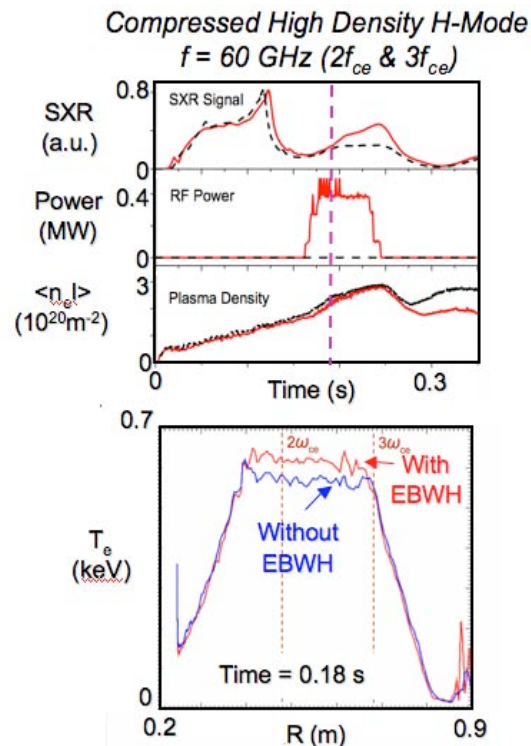 Compressed High Density H-Mode
f = 60 GHz (2fce & 3fce)
SXR
(a.u.)
0.8
0
SXR Signal
Power
(MW)
0.4
0
RF Power
<nel>
(10²⁰m⁻²)
3
0
Plasma Density
0
0.3
Time (s)
0.7
Te
(keV)
0
2ωce
3ωce
With
EBWH
Without
EBWH
Time = 0.18 s
0.2
0.9
R (m)